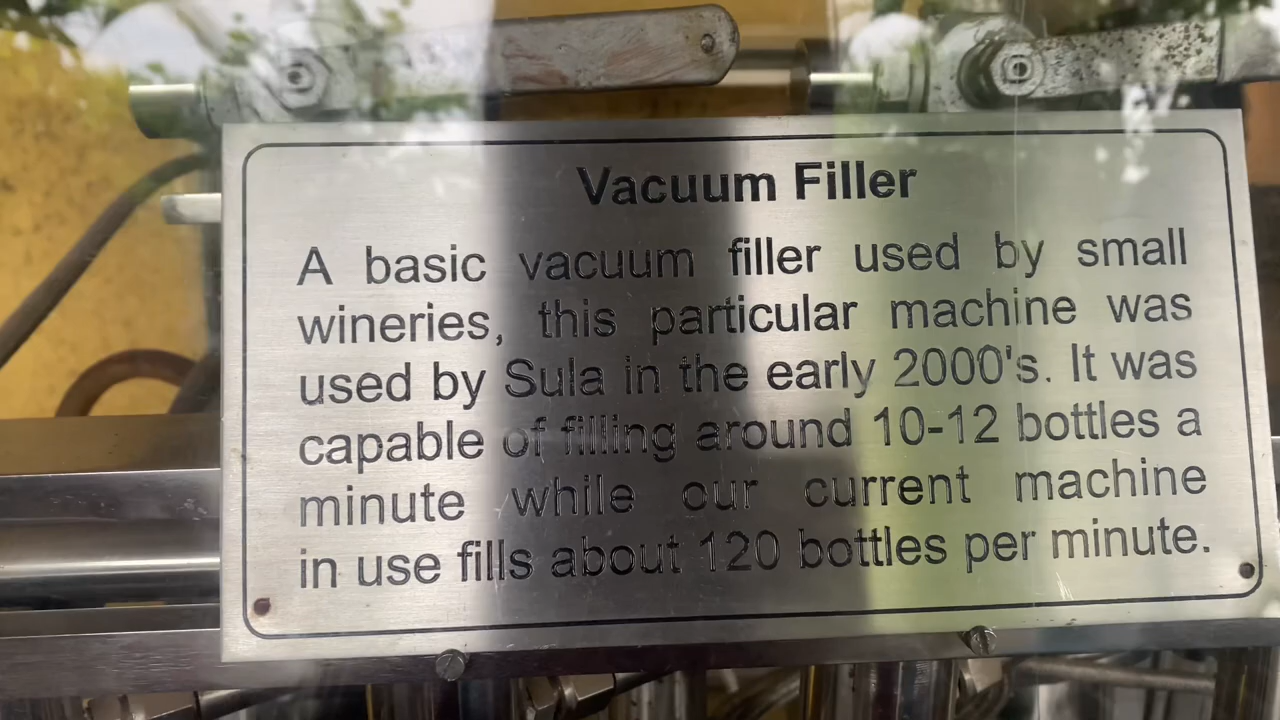 Vacuum Filler
A basic vacuum filler used by small
wineries, this particular machine was
used by Sula in the early 2000's. It was
capable of filling around 10-12 bottles a
minute while our current machine
in use fills about 120 bottles per minute.